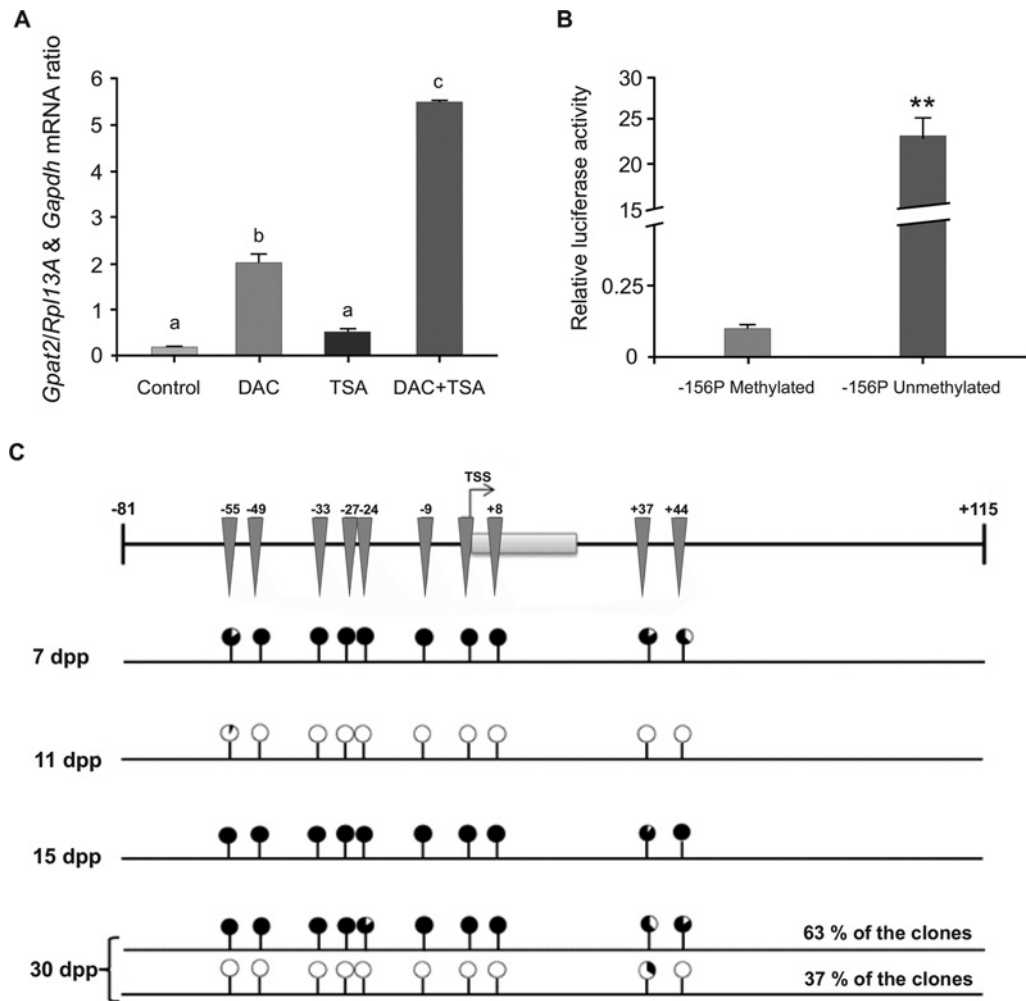 A
Gpat2/Rpl13A & Gapdh mRNA ratio
6
5
4
3
2
1
0
a
b
a
c
Control DAC TSA DAC+TSA
B
Relative luciferase activity
30
25
20
15
0.25
0
**
-156P Methylated -156P Unmethylated
C
TSS
-81 -55 -49 -33 -27 -24 -9 +8 +37 +44 +115
7 dpp
11 dpp
15 dpp
63 % of the clones
30 dpp
37 % of the clones